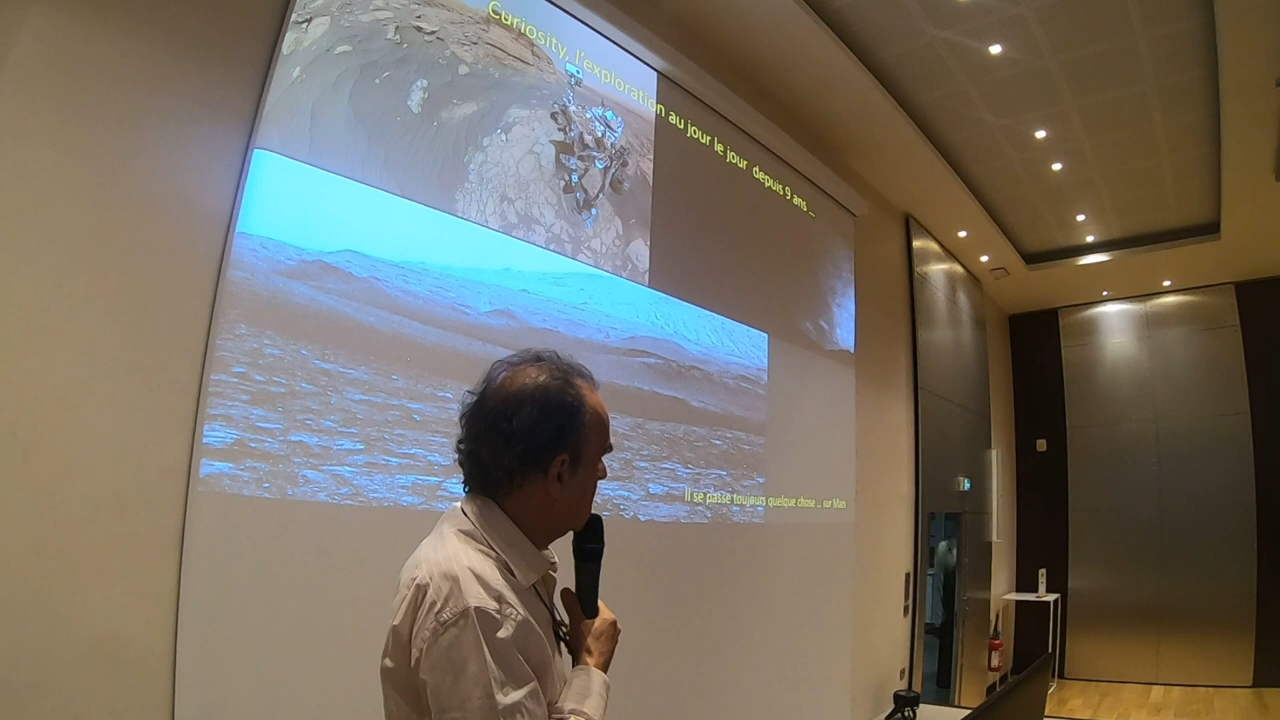 Curiosity, l'exploration au jour le jour depuis 9 ans ...
Il se passe toujours quelque chose ... sur Mars